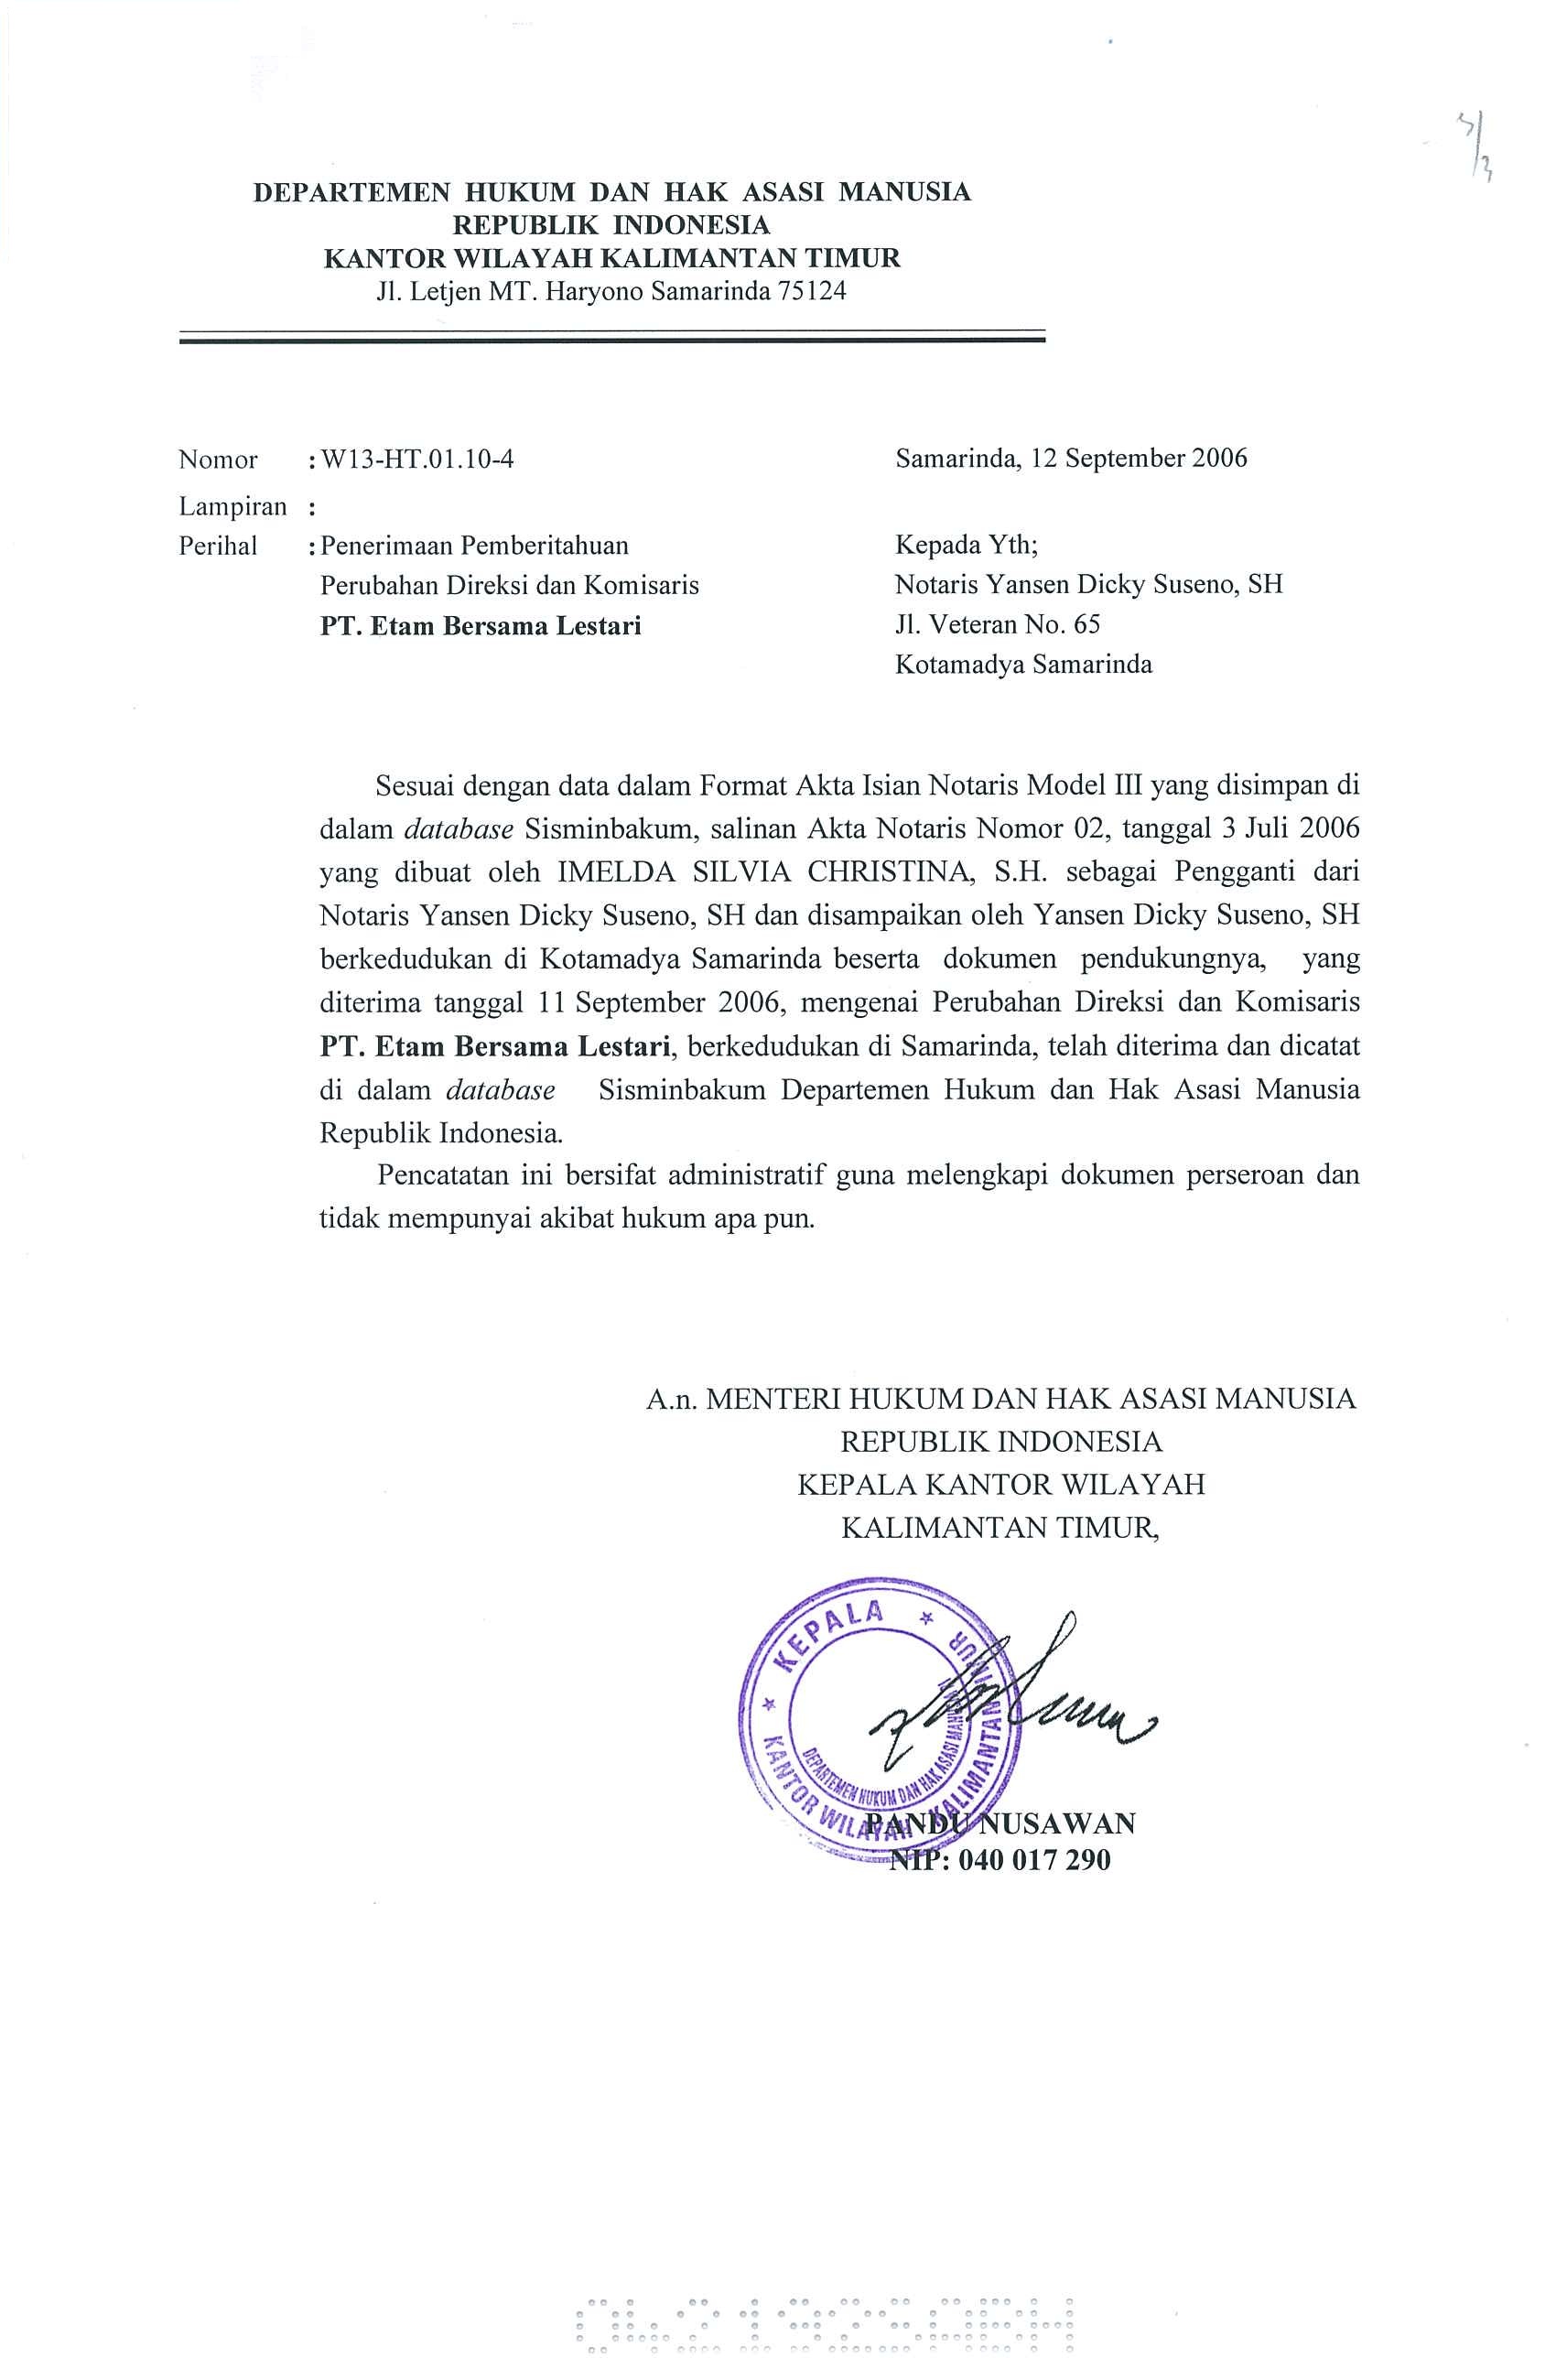 DEPARTEMEN HUKUM DAN HAK ASASI MANUSIA
REPUBLIK INDONESIA
KANTOR WILAYAH KALIMANTAN TIMUR
Jl. Letjen MT. Haryono Samarinda 75124
Nomor : W13-HT.01.10-4 Samarinda, 12 September 2006
Lampiran :
Perihal : Penerimaan Pemberitahuan Kepada Yth;
Perubahan Direksi dan Komisaris Notaris Yansen Dicky Suseno, SH
PT. Etam Bersama Lestari Jl. Veteran No. 65
Kotamadya Samarinda
Sesuai dengan data dalam Format Akta Isian Notaris Model III yang disimpan di
dalam database Sisminbakum, salinan Akta Notaris Nomor 02, tanggal 3 Juli 2006
yang dibuat oleh IMELDA SILVIA CHRISTINA, S.H. sebagai Pengganti dari
Notaris Yansen Dicky Suseno, SH dan disampaikan oleh Yansen Dicky Suseno, SH
berkedudukan di Kotamadya Samarinda beserta dokumen pendukungnya, yang
diterima tanggal 11 September 2006, mengenai Perubahan Direksi dan Komisaris
PT. Etam Bersama Lestari, berkedudukan di Samarinda, telah diterima dan dicatat
di dalam database Sisminbakum Departemen Hukum dan Hak Asasi Manusia
Republik Indonesia.
Pencatatan ini bersifat administratif guna melengkapi dokumen perseroan dan
tidak mempunyai akibat hukum apa pun.
A.n. MENTERI HUKUM DAN HAK ASASI MANUSIA
REPUBLIK INDONESIA
KEPALA KANTOR WILAYAH
KALIMANTAN TIMUR,
KEPALA
KANTOR WILAYAH KALIMANTAN TIMUR
DEPARTEMEN HUKUM DAN HAK ASASI
PANDU NUSAWAN
NIP: 040 017 290